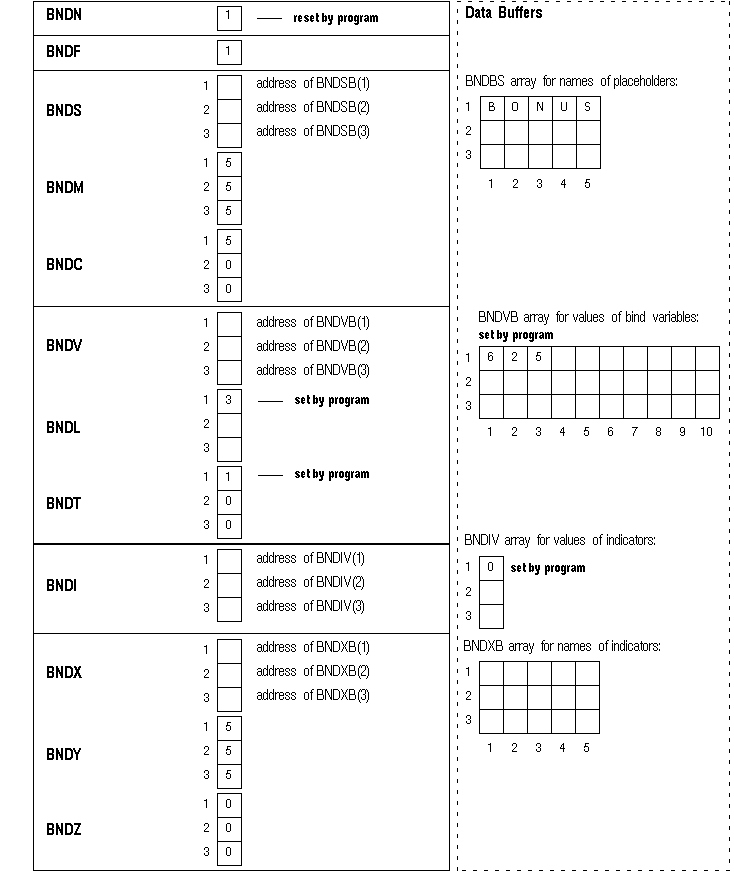 BNDN 1 reset by program
BNDF 1
BNDS
1 address of BNDSB(1)
2 address of BNDSB(2)
3 address of BNDSB(3)
BNDM
1 5
2 5
3 5
BNDC
1 5
2 0
3 0
BNDV
1 address of BNDVB(1)
2 address of BNDVB(2)
3 address of BNDVB(3)
BNDL
1 3 set by program
2
3
BNDT
1 1 set by program
2 0
3 0
BNDI
1 address of BNDIV(1)
2 address of BNDIV(2)
3 address of BNDIV(3)
BNDX
1 address of BNDXB(1)
2 address of BNDXB(2)
3 address of BNDXB(3)
BNDY
1 5
2 5
3 5
BNDZ
1 0
2 0
3 0
Data Buffers
BNDBS array for names of placeholders:
1 B O N U S
2
3
1 2 3 4 5
BNDVB array for values of bind variables:
set by program
1 6 2 5
2
3
1 2 3 4 5 6 7 8 9 10
BNDIV array for values of indicators:
1 0 set by program
2
3
BNDXB array for names of indicators:
1
2
3
1 2 3 4 5